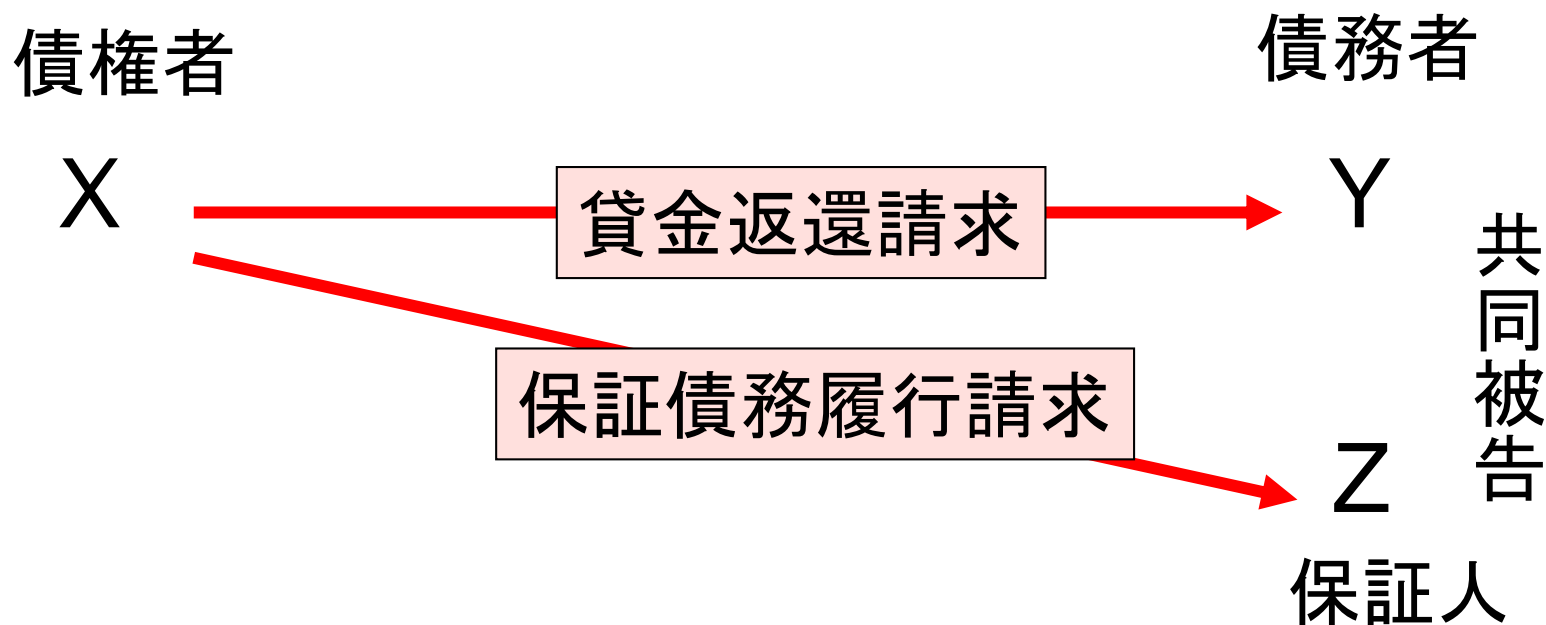 債権者
債務者
X
Y
貸金返還請求
共同被告
保証債務履行請求
Z
保証人